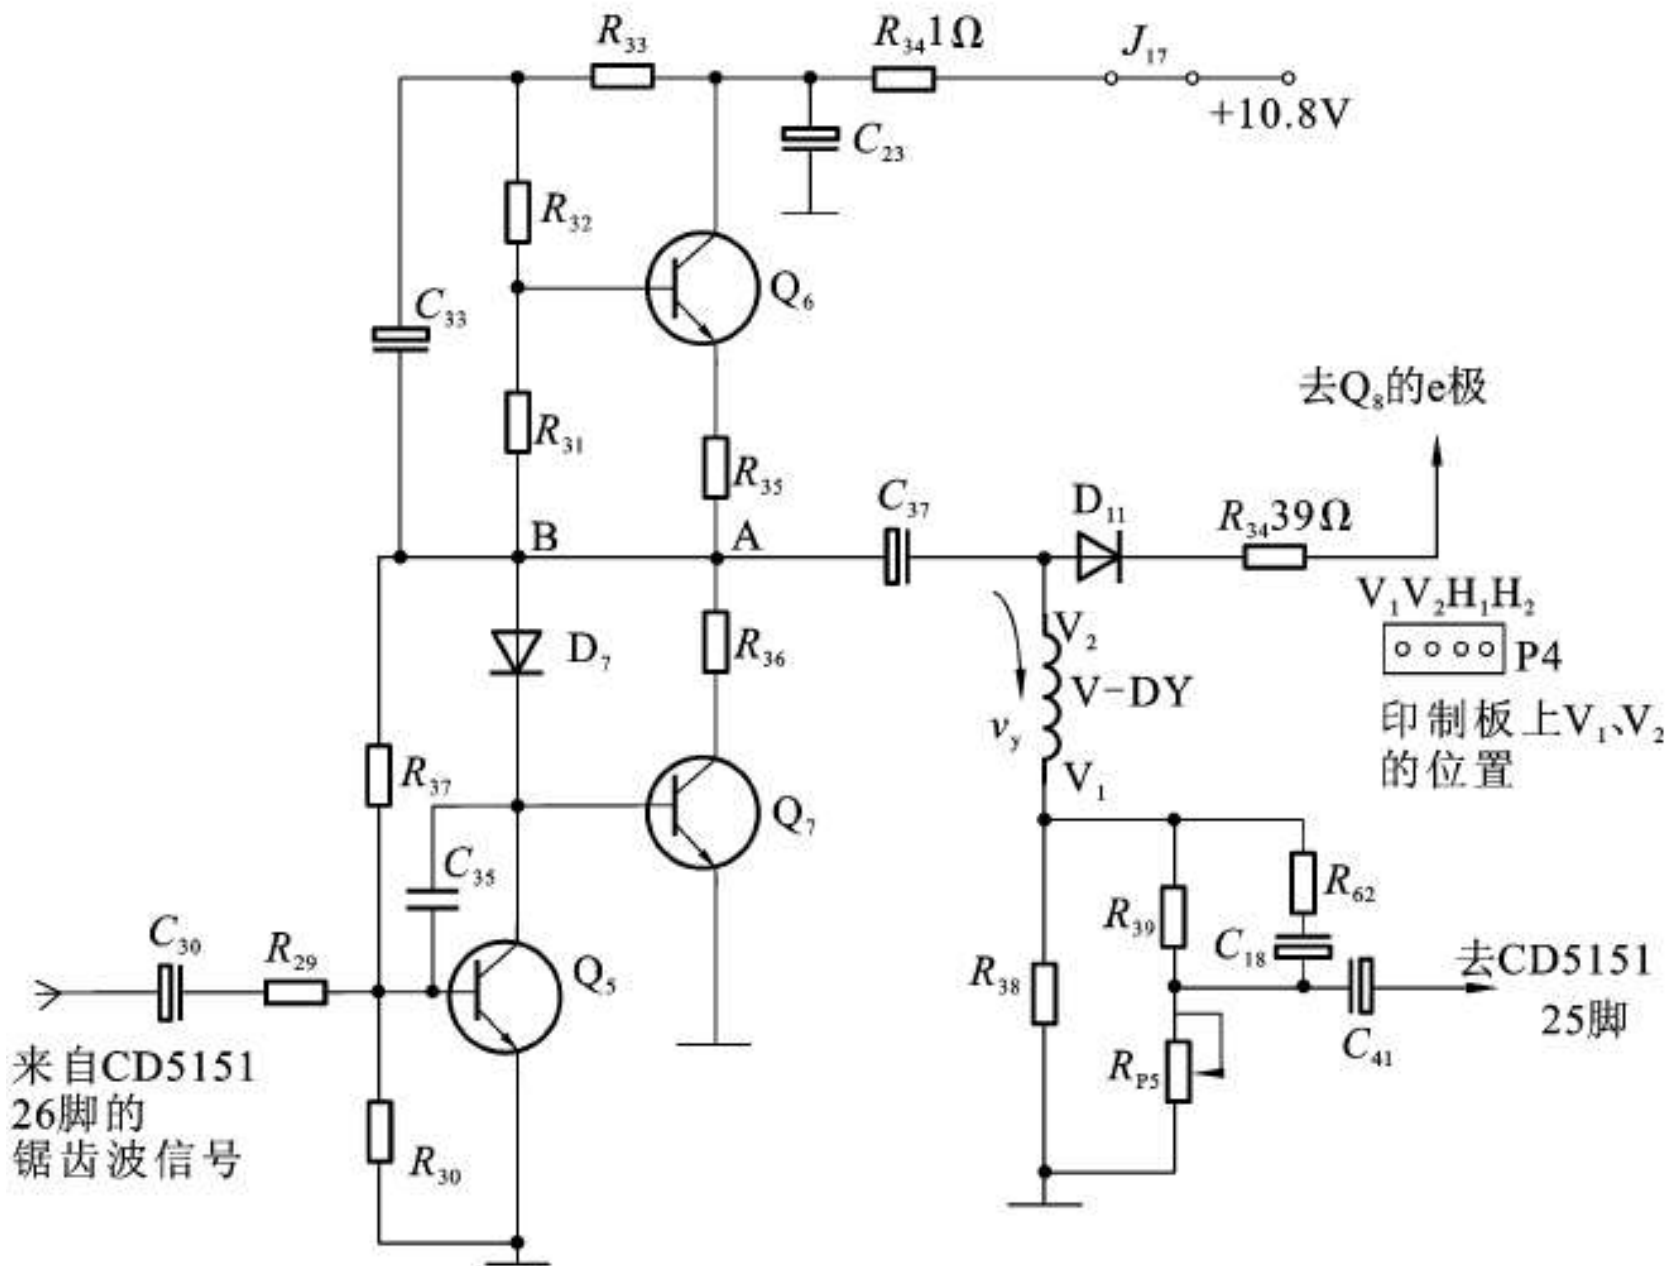 R33
R34 1Ω
J17
+10.8V
C23
R32
Q6
C33
R31
R35
去Q8的e极
C37
D11
R34 39Ω
B
A
V1V2H1H2
P4
印制板上V1、V2
的位置
D7
R36
V2
V-DY
vy
V1
R37
Q7
C35
R62
R39
C18
C30
R29
Q5
R38
去CD5151
25脚
C41
RP5
来自CD5151
26脚的
锯齿波信号
R30